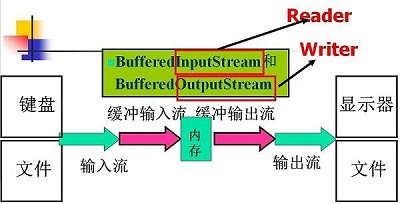 Reader
BufferedInputStream和
Writer
BufferedOutputStream
键盘
显示器
缓冲输入流 缓冲输出流
内存
输入流
输出流
文件
文件